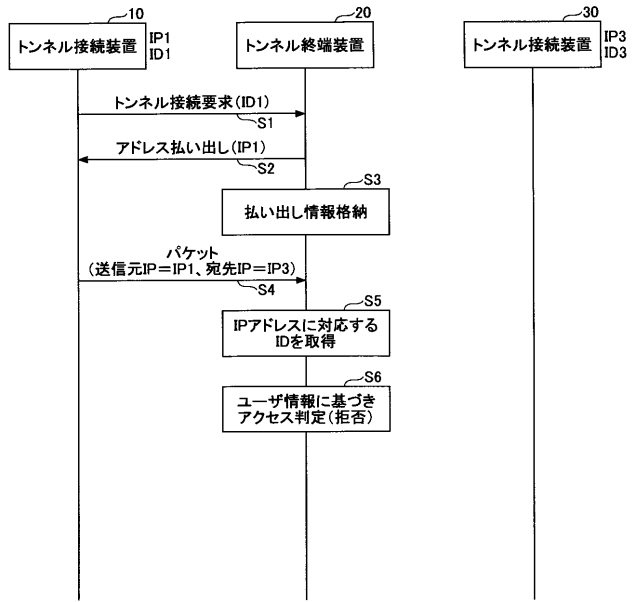 10
トンネル接続装置
IP1
ID1
20
トンネル終端装置
30
トンネル接続装置
IP3
ID3
トンネル接続要求(ID1)
S1
アドレス払い出し(IP1)
S2
S3
払い出し情報格納
パケット
(送信元IP=IP1、宛先IP=IP3)
S4
S5
IPアドレスに対応する
IDを取得
S6
ユーザ情報に基づき
アクセス判定(拒否)